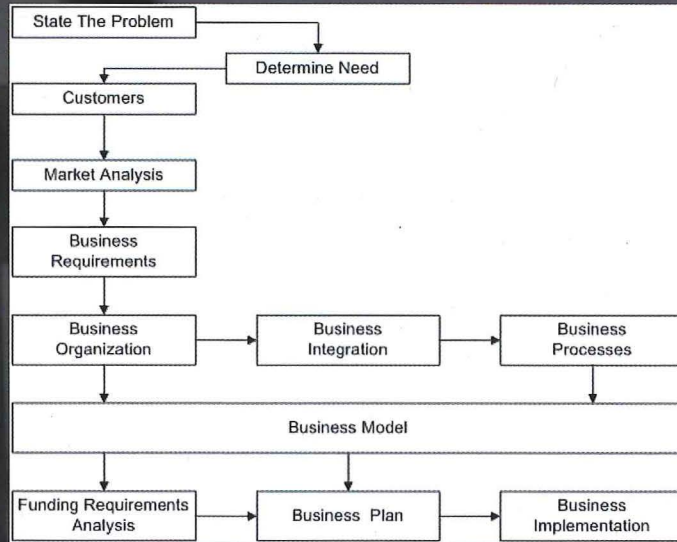 State The Problem
Determine Need
Customers
Market Analysis
Business
Requirements
Business
Organization
Business
Integration
Business
Processes
Business Model
Funding Requirements
Analysis
Business Plan
Business
Implementation